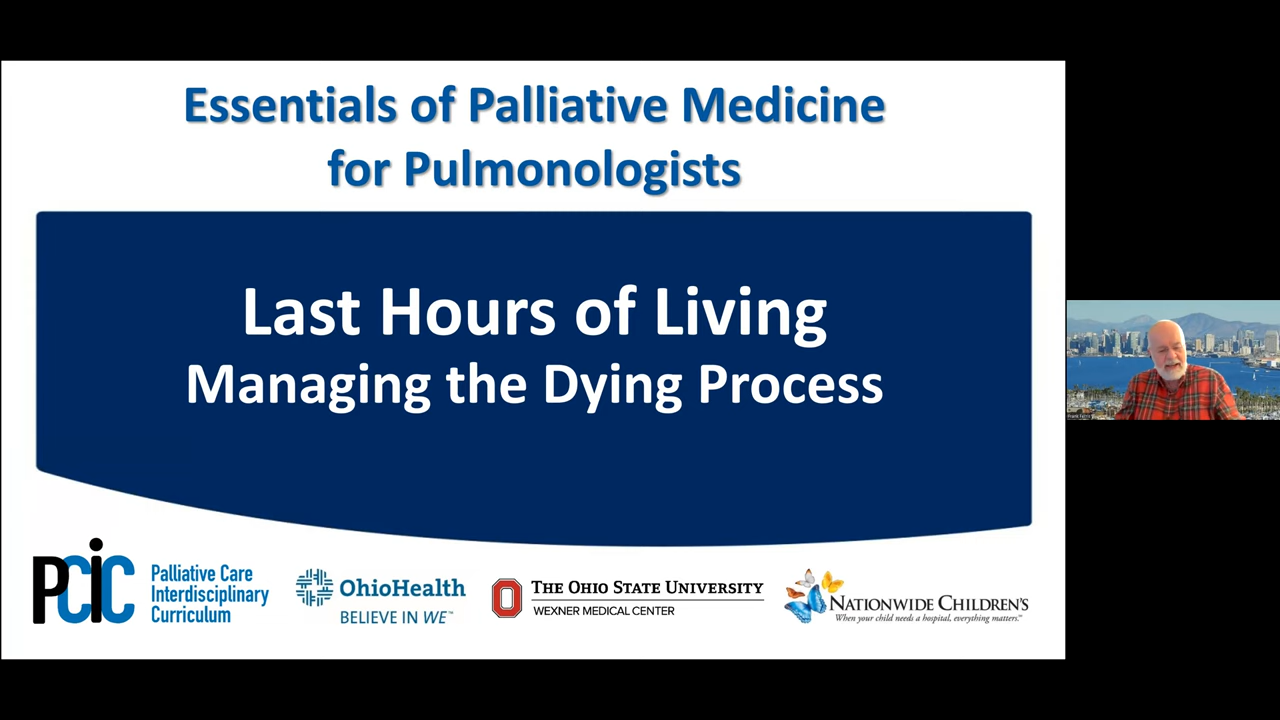 Essentials of Palliative Medicine
for Pulmonologists
Last Hours of Living
Managing the Dying Process
PCiC
Palliative Care
Interdisciplinary
Curriculum
OhioHealth
BELIEVE IN WE™
THE OHIO STATE UNIVERSITY
WEXNER MEDICAL CENTER
NATIONWIDE CHILDREN'S
When your child needs a hospital, everything matters.™